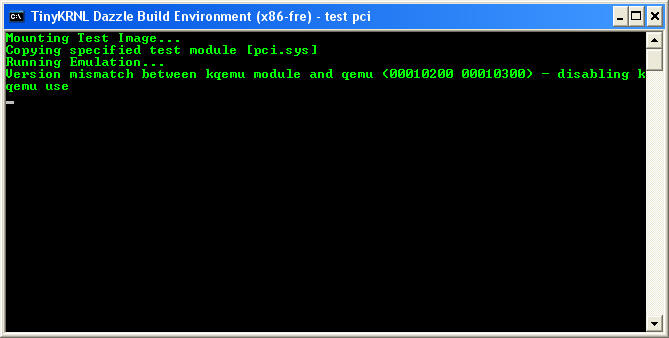 TinyKRNL Dazzle Build Environment (x86-fre) - test pci
Mounting Test Image...
Copying specified test module [pci.sys]
Running Emulation...
Version mismatch between kqemu module and qemu (00010200 00010300) - disabling k
qemu use